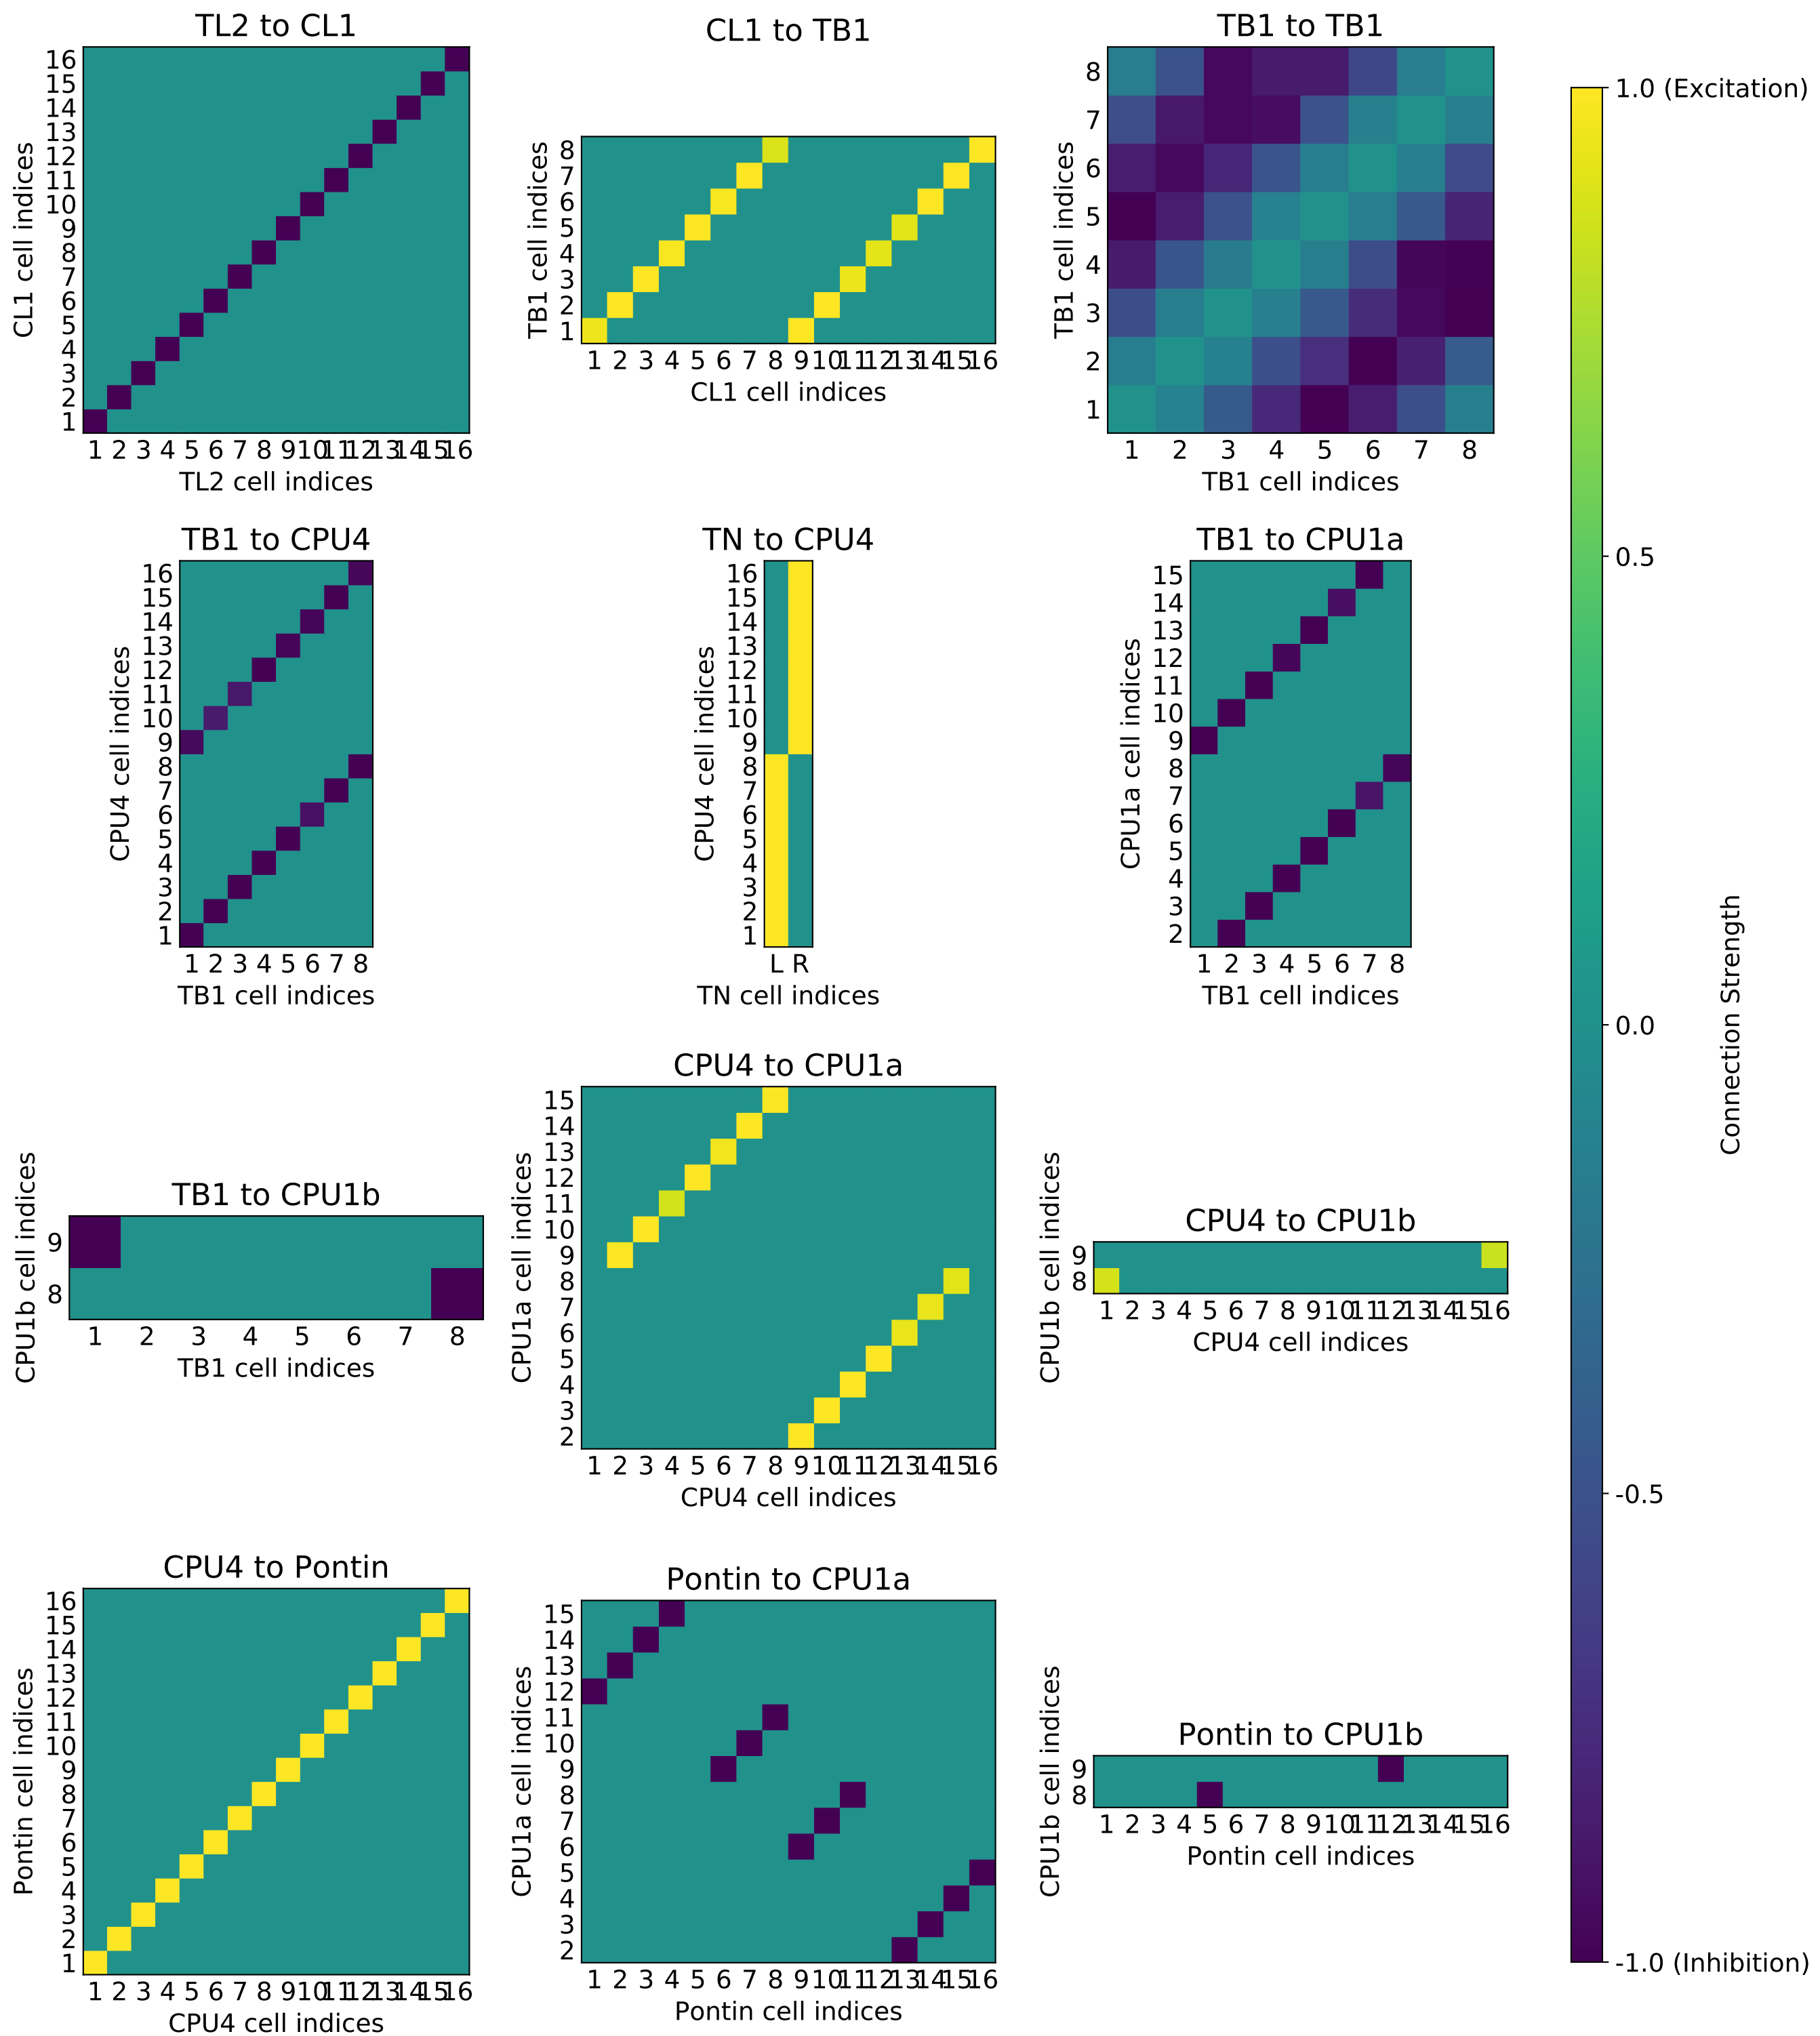 TL2 to CL1
16
15
14
13
12
11
10
9
8
7
6
5
4
3
2
1
CL1 cell indices
1 2 3 4 5 6 7 8 9 10 11 12 13 14 15 16
TL2 cell indices
CL1 to TB1
8
7
6
5
4
3
2
1
TB1 cell indices
1 2 3 4 5 6 7 8 9 10 11 12 13 14 15 16
CL1 cell indices
TB1 to TB1
8
7
6
5
4
3
2
1
TB1 cell indices
1 2 3 4 5 6 7 8
TB1 cell indices
TB1 to CPU4
16
15
14
13
12
11
10
9
8
7
6
5
4
3
2
1
CPU4 cell indices
1 2 3 4 5 6 7 8
TB1 cell indices
TN to CPU4
16
15
14
13
12
11
10
9
8
7
6
5
4
3
2
1
CPU4 cell indices
L R
TN cell indices
TB1 to CPU1a
15
14
13
12
11
10
9
8
7
6
5
4
3
2
CPU1a cell indices
1 2 3 4 5 6 7 8
TB1 cell indices
TB1 to CPU1b
9
8
CPU1b cell indices
1 2 3 4 5 6 7 8
TB1 cell indices
CPU4 to CPU1a
15
14
13
12
11
10
9
8
7
6
5
4
3
2
CPU1a cell indices
1 2 3 4 5 6 7 8 9 10 11 12 13 14 15 16
CPU4 cell indices
CPU4 to CPU1b
9
8
CPU1b cell indices
1 2 3 4 5 6 7 8 9 10 11 12 13 14 15 16
CPU4 cell indices
CPU4 to Pontin
16
15
14
13
12
11
10
9
8
7
6
5
4
3
2
1
Pontin cell indices
1 2 3 4 5 6 7 8 9 10 11 12 13 14 15 16
CPU4 cell indices
Pontin to CPU1a
15
14
13
12
11
10
9
8
7
6
5
4
3
2
CPU1a cell indices
1 2 3 4 5 6 7 8 9 10 11 12 13 14 15 16
Pontin cell indices
Pontin to CPU1b
9
8
CPU1b cell indices
1 2 3 4 5 6 7 8 9 10 11 12 13 14 15 16
Pontin cell indices
1.0 (Excitation)
0.5
0.0
-0.5
-1.0 (Inhibition)
Connection Strength